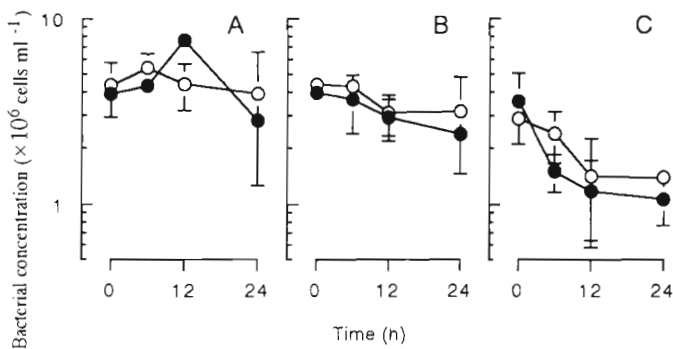 Bacterial concentration (× 10⁶ cells ml ⁻¹)
10
1
A
B
C
0 12 24
0 12 24
0 12 24
Time (h)